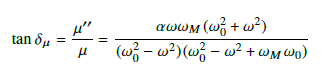 tan δ_μ = μ′′ / μ = αωω_M (ω_0^2 + ω^2) / (ω_0^2 − ω^2)(ω_0^2 − ω^2 + ω_M ω_0)